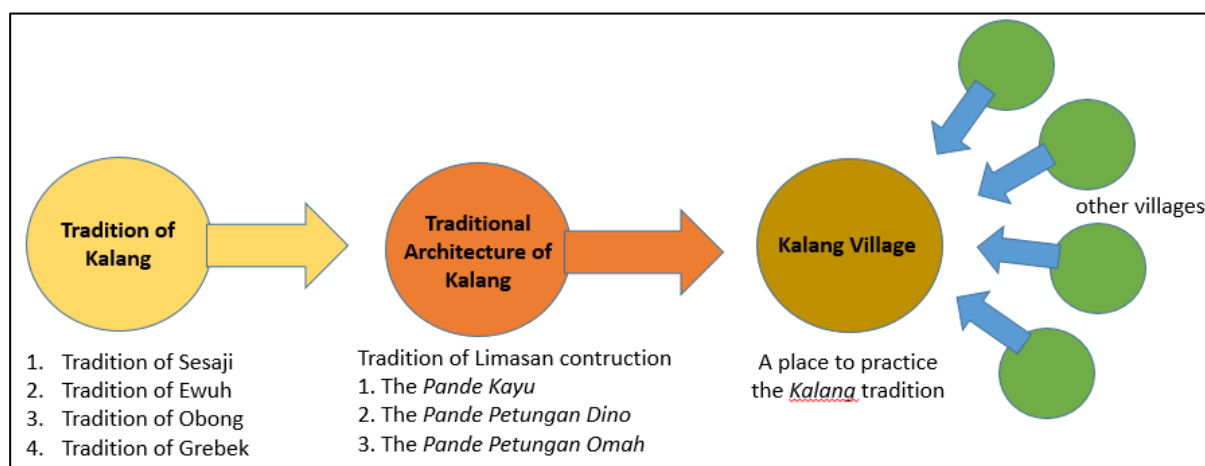 Tradition of
Kalang
1. Tradition of Sesaji
2. Tradition of Ewuh
3. Tradition of Obong
4. Tradition of Grebek
Traditional
Architecture of
Kalang
Tradition of Limasan contruction
1. The Pande Kayu
2. The Pande Petungan Dino
3. The Pande Petungan Omah
Kalang Village
A place to practice
the Kalang tradition
other villages